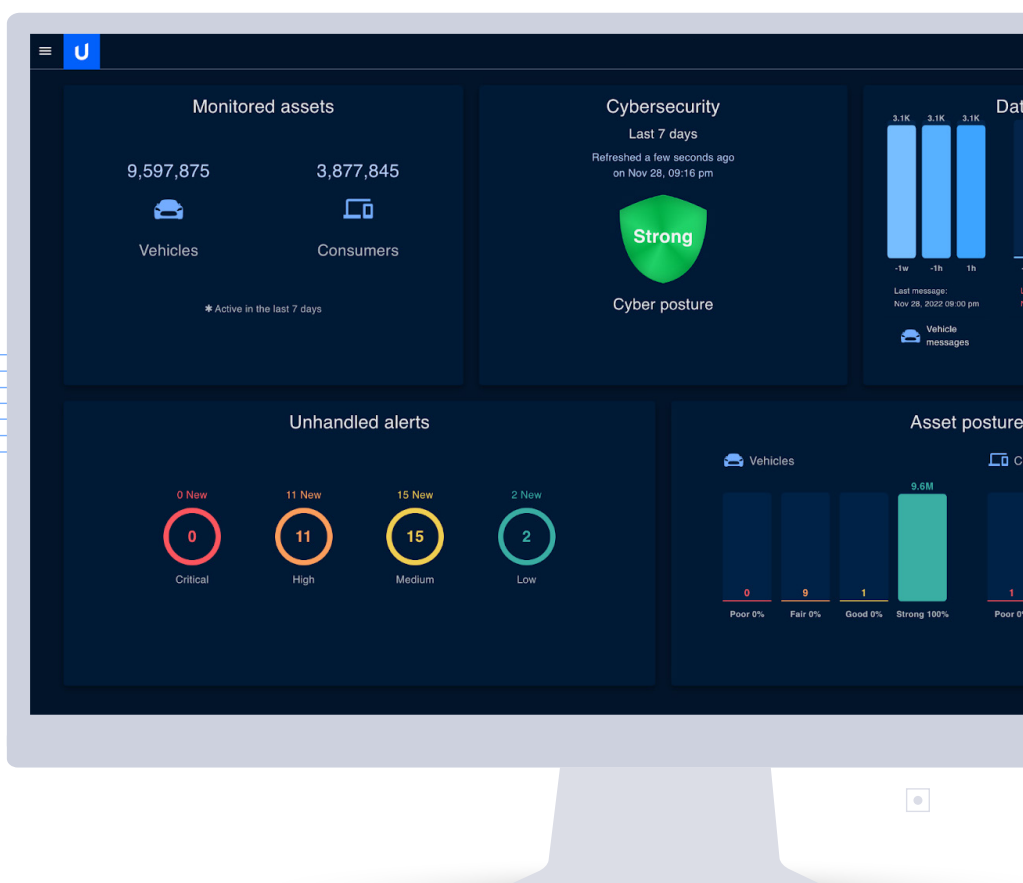 Monitored assets
9,597,875
3,877,845
Vehicles
Consumers
✱ Active in the last 7 days
Cybersecurity
Last 7 days
Refreshed a few seconds ago
on Nov 28, 09:16 pm
Strong
Cyber posture
Dat
3.1K 3.1K 3.1K
-1w -1h 1h
Last message:
Nov 28, 2022 09:00 pm
Vehicle
messages
Unhandled alerts
0 New
11 New
15 New
2 New
0
11
15
2
Critical
High
Medium
Low
Asset posture
Vehicles
C
9.6M
0
9
1
1
Poor 0%
Fair 0%
Good 0%
Strong 100%
Poor 0%